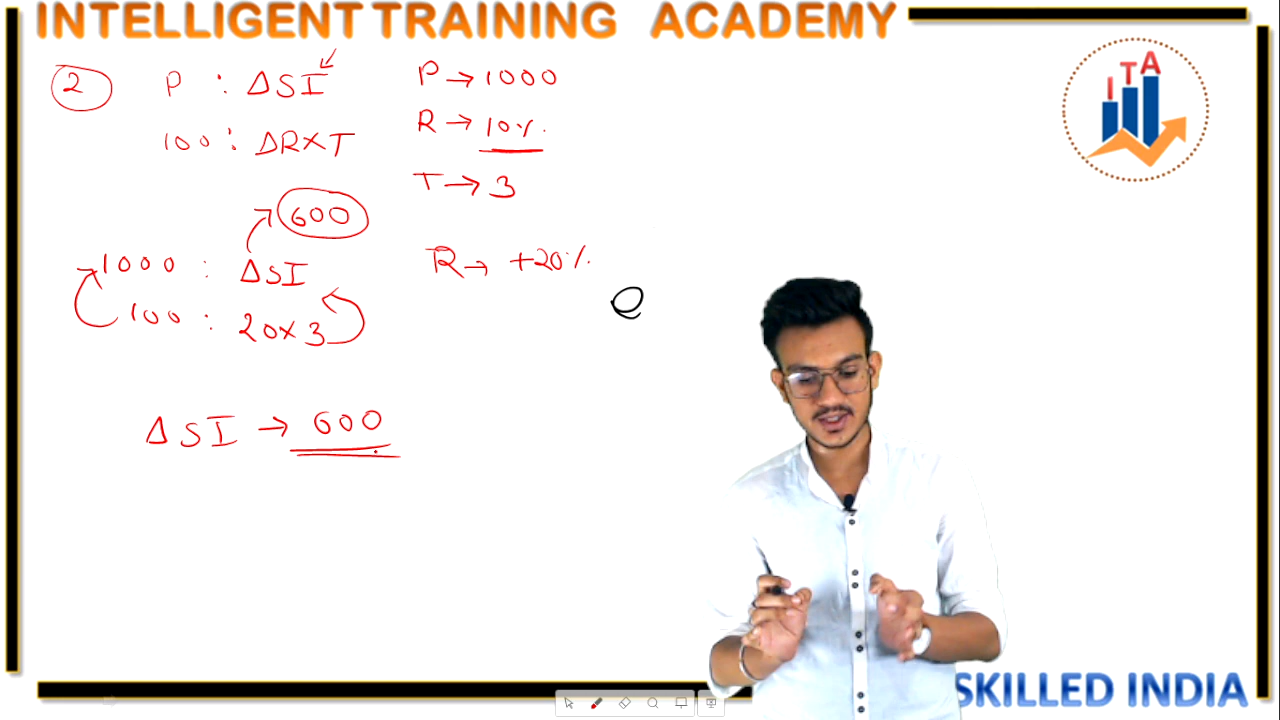 INTELLIGENT TRAINING ACADEMY
ITA
2 P : ΔSI
100 : ΔR×T
P → 1000
R → 10%
T → 3
600
1000 : ΔSI
100 : 20×3
R → +20%
ΔSI → 600
SKILLED INDIA